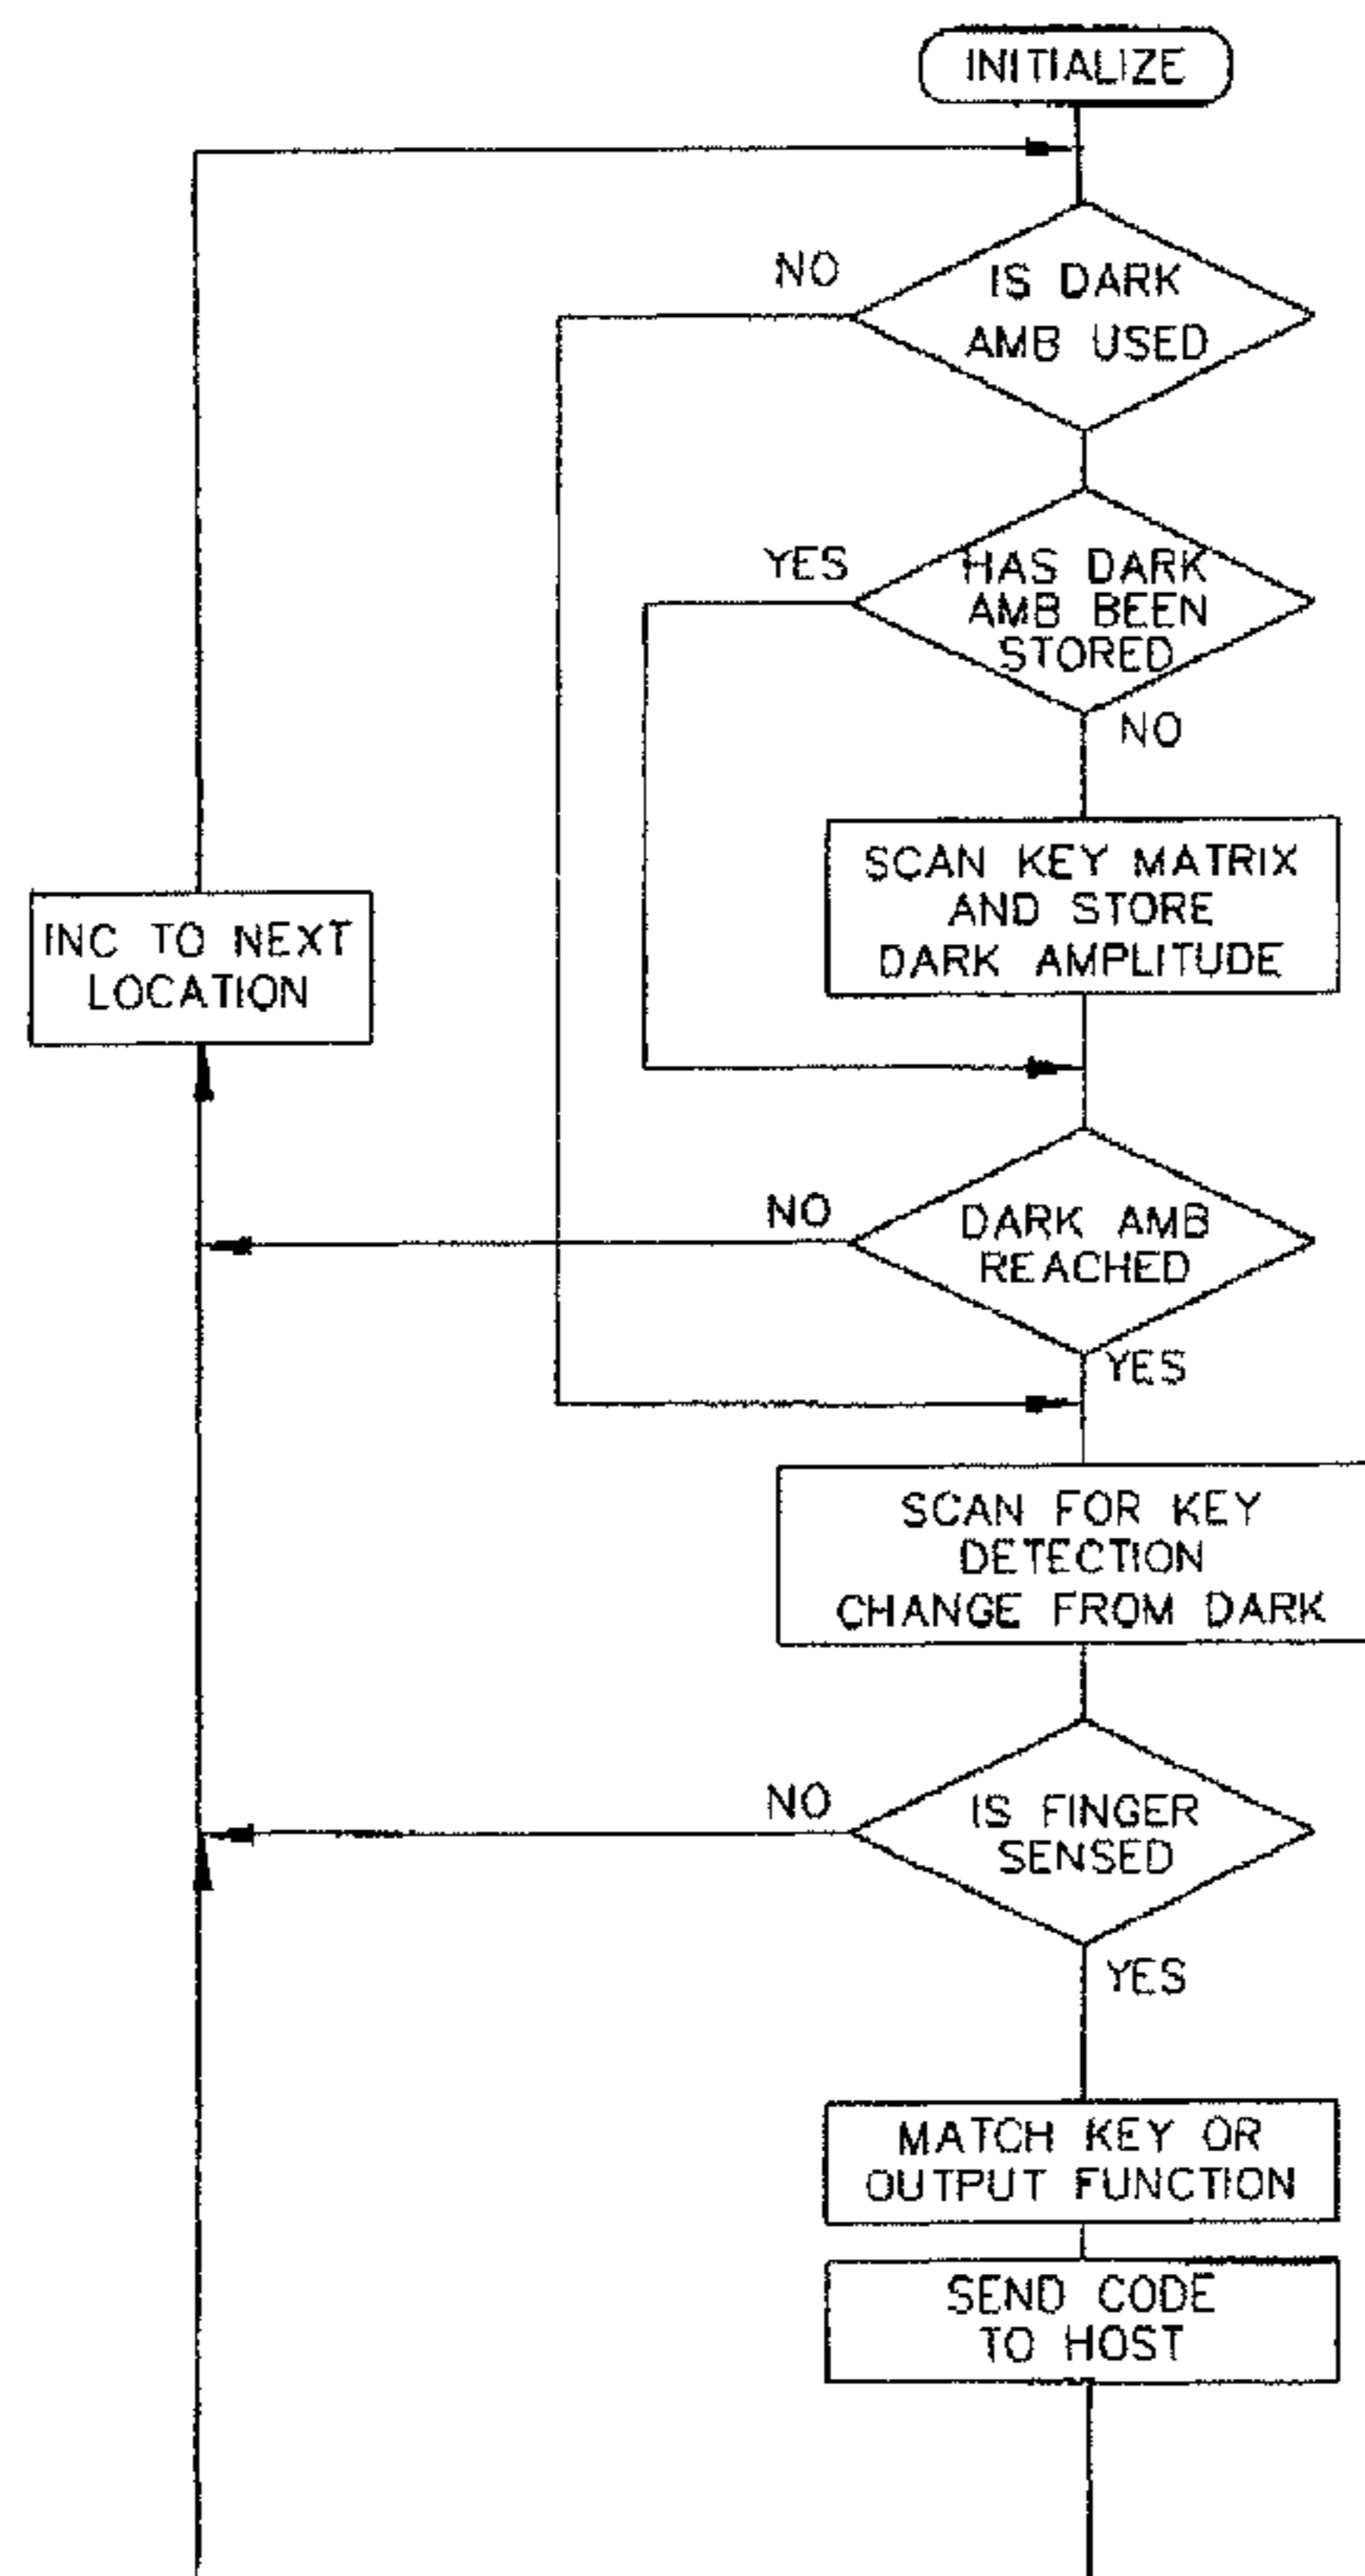 INITIALIZE
NO
IS DARK
AMB USED
YES
HAS DARK
AMB BEEN
STORED
NO
SCAN KEY MATRIX
AND STORE
DARK AMPLITUDE
INC TO NEXT
LOCATION
NO
DARK AMB
REACHED
YES
SCAN FOR KEY
DETECTION
CHANGE FROM DARK
NO
IS FINGER
SENSED
YES
MATCH KEY OR
OUTPUT FUNCTION
SEND CODE
TO HOST